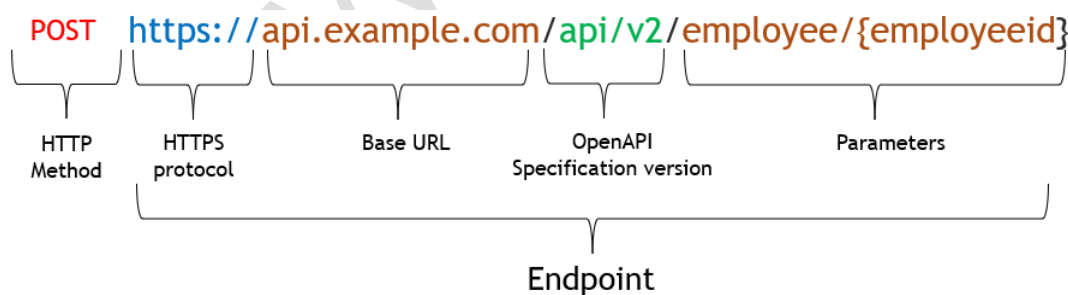 POST https://api.example.com/api/v2/employee/{employeeid}
HTTP Method
HTTPS protocol
Base URL
OpenAPI Specification version
Parameters
Endpoint